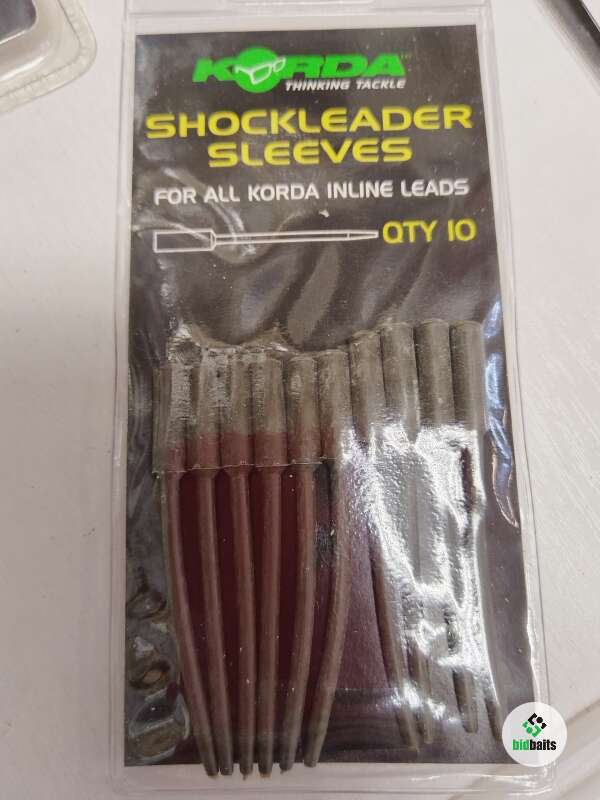 KORDA
THINKING TACKLE
SHOCKLEADER
SLEEVES
FOR ALL KORDA INLINE LEADS
QTY 10
bidbaits